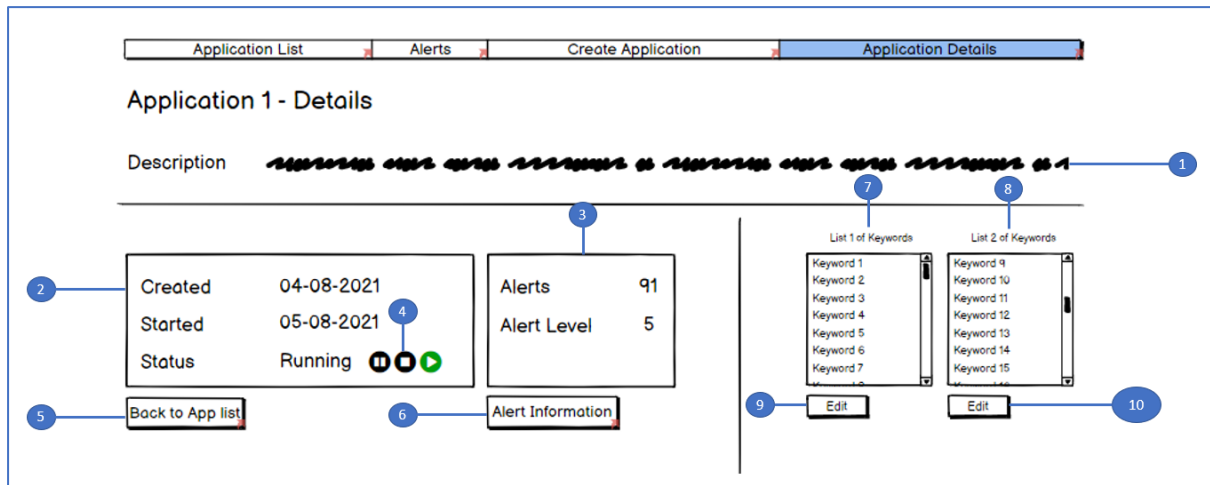 Application List Alerts Create Application Application Details
Application 1 - Details
Description
1
7 8
3
List 1 of Keywords List 2 of Keywords
2
Created 04-08-2021
Started 05-08-2021
4
Status Running
Alerts 91
Alert Level 5
Keyword 1
Keyword 2
Keyword 3
Keyword 4
Keyword 5
Keyword 6
Keyword 7
Keyword 9
Keyword 10
Keyword 11
Keyword 12
Keyword 13
Keyword 14
Keyword 15
5 Back to App list
6 Alert Information
9 Edit
Edit 10